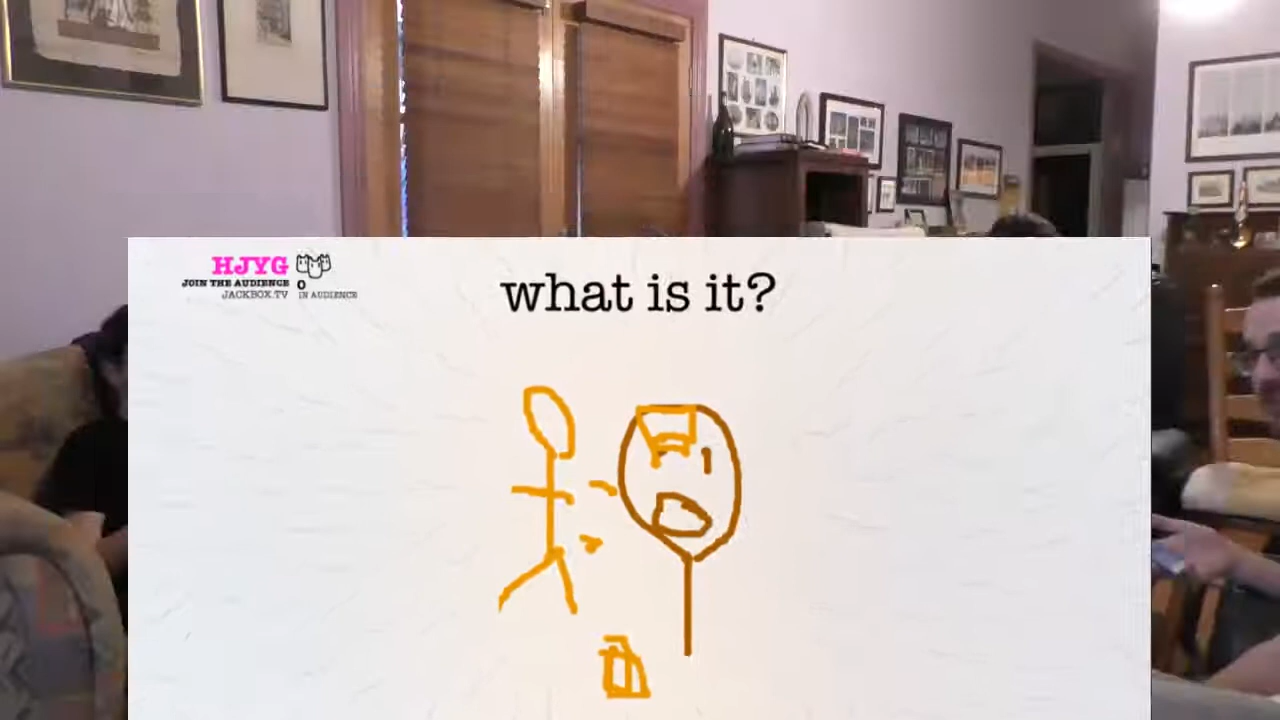 HJYG
JOIN THE AUDIENCE
JACKBOX.TV
0
IN AUDIENCE
what is it?